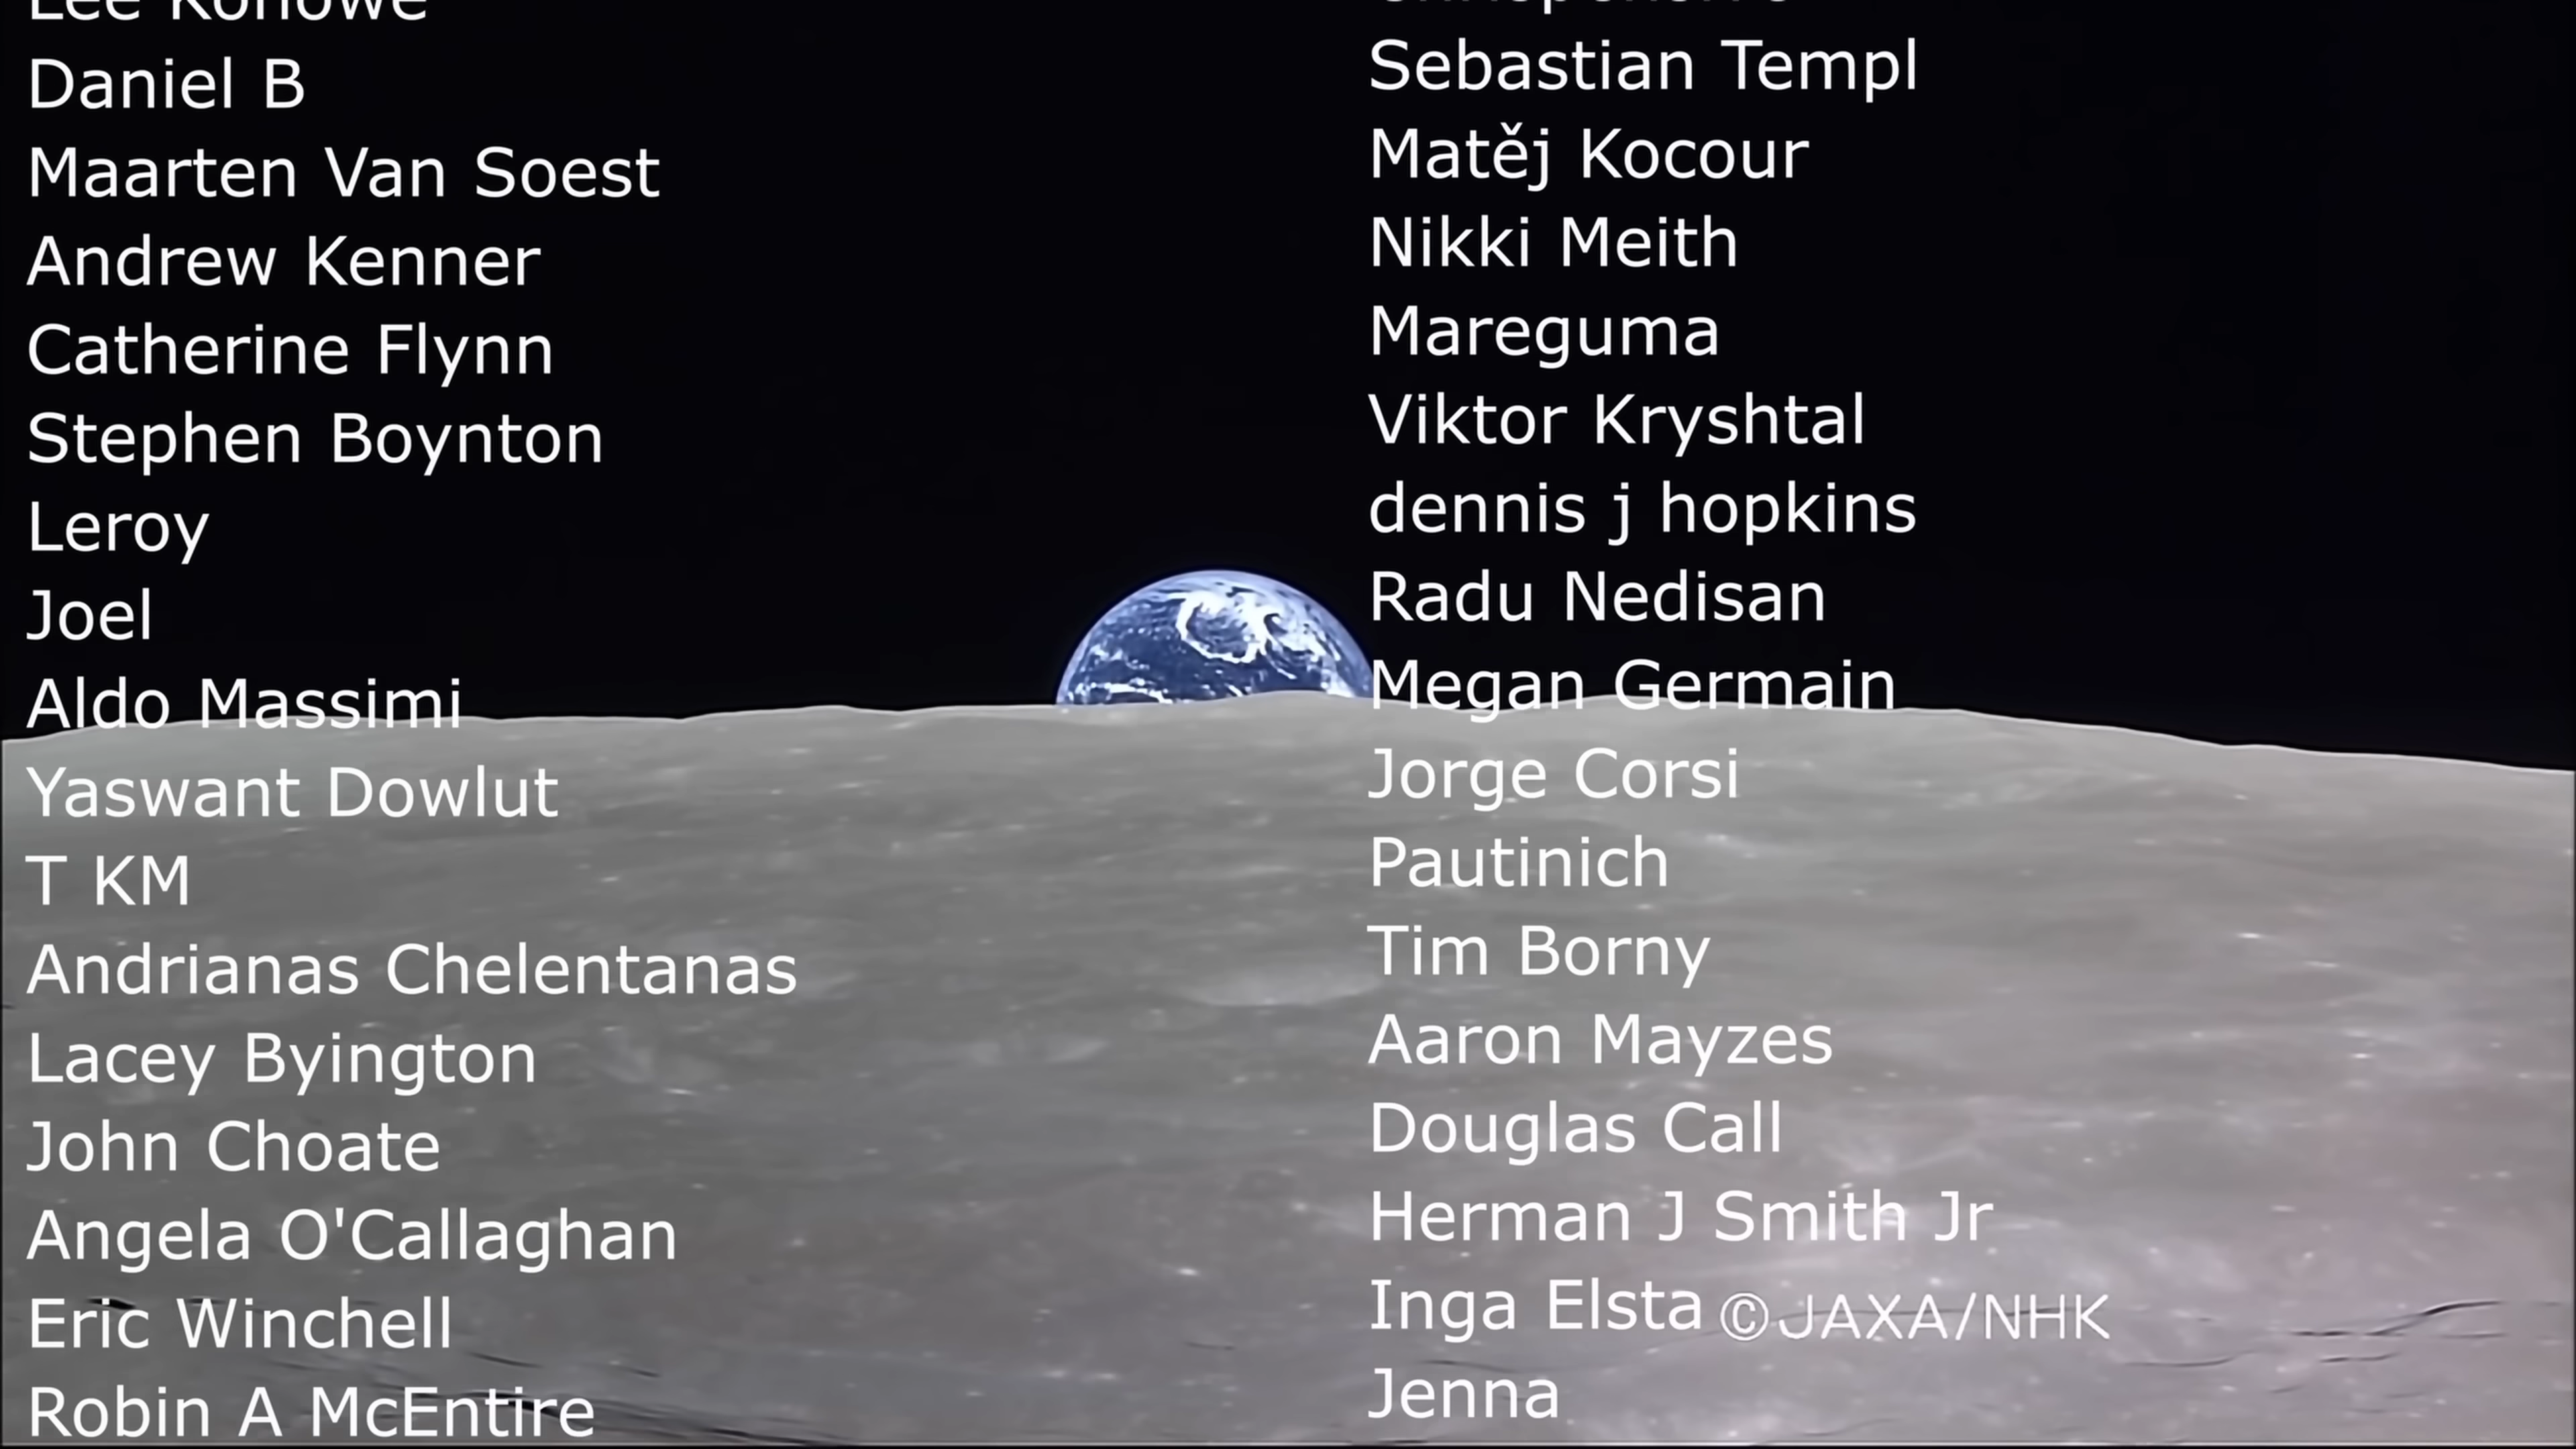 Daniel B
Maarten Van Soest
Andrew Kenner
Catherine Flynn
Stephen Boynton
Leroy
Joel
Aldo Massimi
Yaswant Dowlut
T KM
Andrianas Chelentanas
Lacey Byington
John Choate
Angela O'Callaghan
Eric Winchell
Robin A McEntire
Sebastian Templ
Matěj Kocour
Nikki Meith
Mareguma
Viktor Kryshtal
dennis j hopkins
Radu Nedisan
Megan Germain
Jorge Corsi
Pautinich
Tim Borny
Aaron Mayzes
Douglas Call
Herman J Smith Jr
Inga Elsta
©JAXA/NHK
Jenna